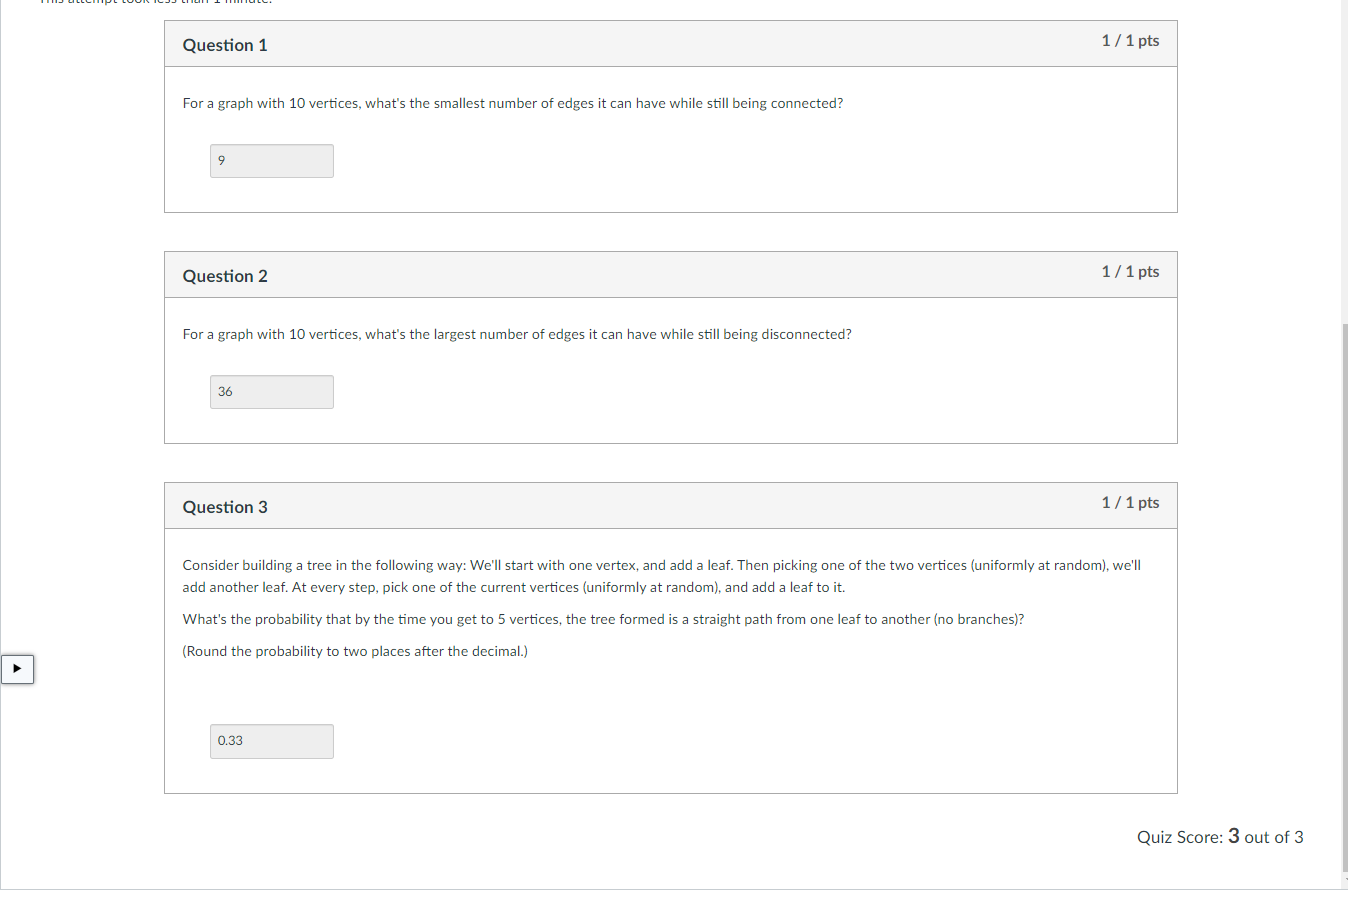 This attempt took less than 1 minute.
Question 1
1 / 1 pts
For a graph with 10 vertices, what's the smallest number of edges it can have while still being connected?
9
Question 2
1 / 1 pts
For a graph with 10 vertices, what's the largest number of edges it can have while still being disconnected?
36
Question 3
1 / 1 pts
Consider building a tree in the following way: We'll start with one vertex, and add a leaf. Then picking one of the two vertices (uniformly at random), we'll
add another leaf. At every step, pick one of the current vertices (uniformly at random), and add a leaf to it.
What's the probability that by the time you get to 5 vertices, the tree formed is a straight path from one leaf to another (no branches)?
(Round the probability to two places after the decimal.)
0.33
Quiz Score: 3 out of 3